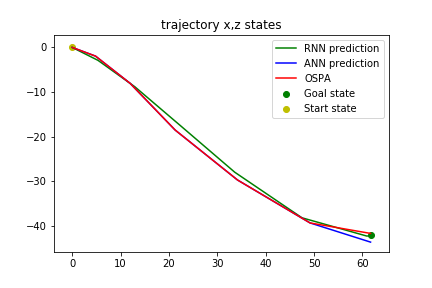 trajectory x,z states
RNN prediction
ANN prediction
OSPA
Goal state
Start state
0
−10
−20
−30
−40
0 10 20 30 40 50 60